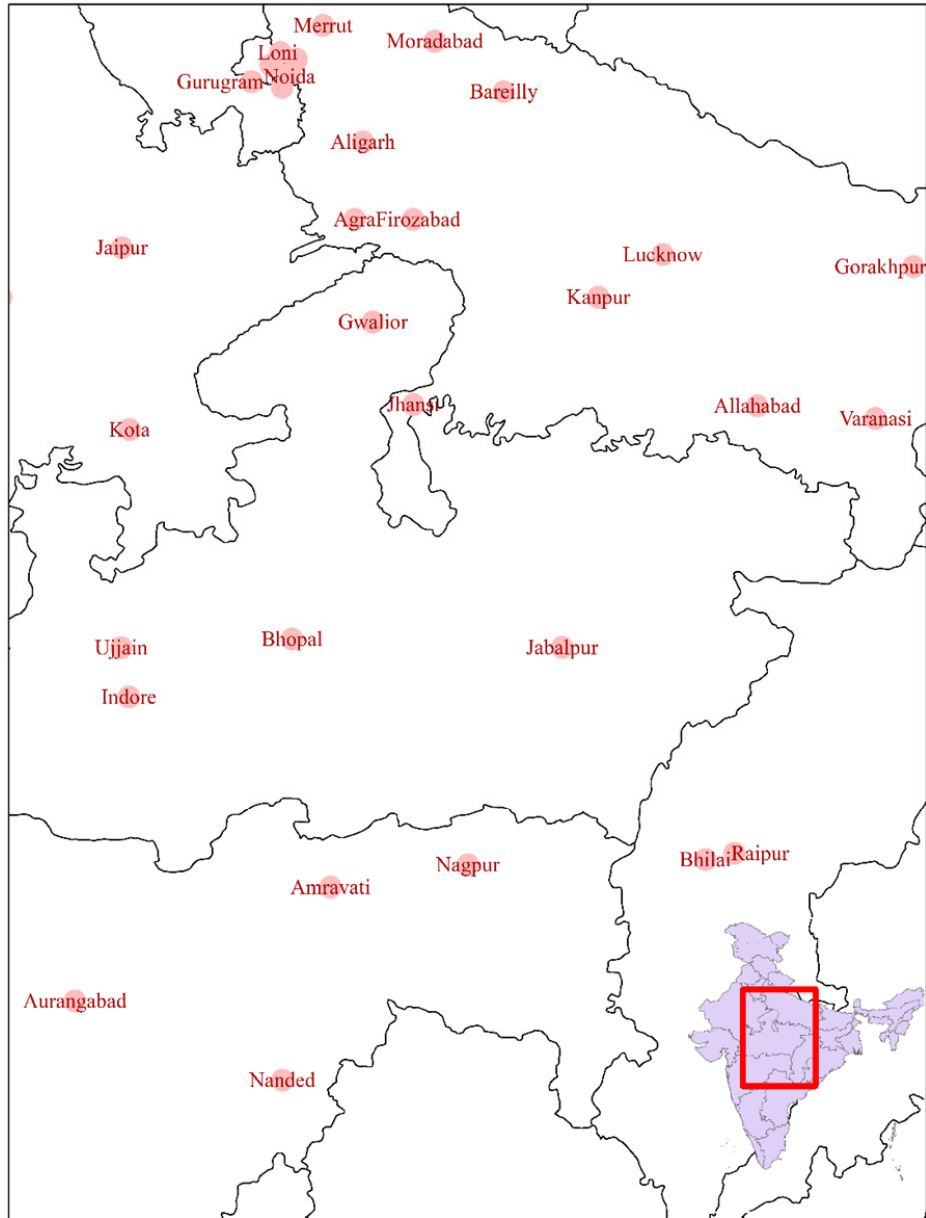 Merrut
Moradabad
Loni
Gurugram
Noida
Bareilly
Aligarh
Agra
Firozabad
Jaipur
Lucknow
Gorakhpur
Kanpur
Gwalior
Jhansi
Allahabad
Varanasi
Kota
Ujjain
Bhopal
Jabalpur
Indore
Bhilai
Raipur
Nagpur
Amravati
Aurangabad
Nanded